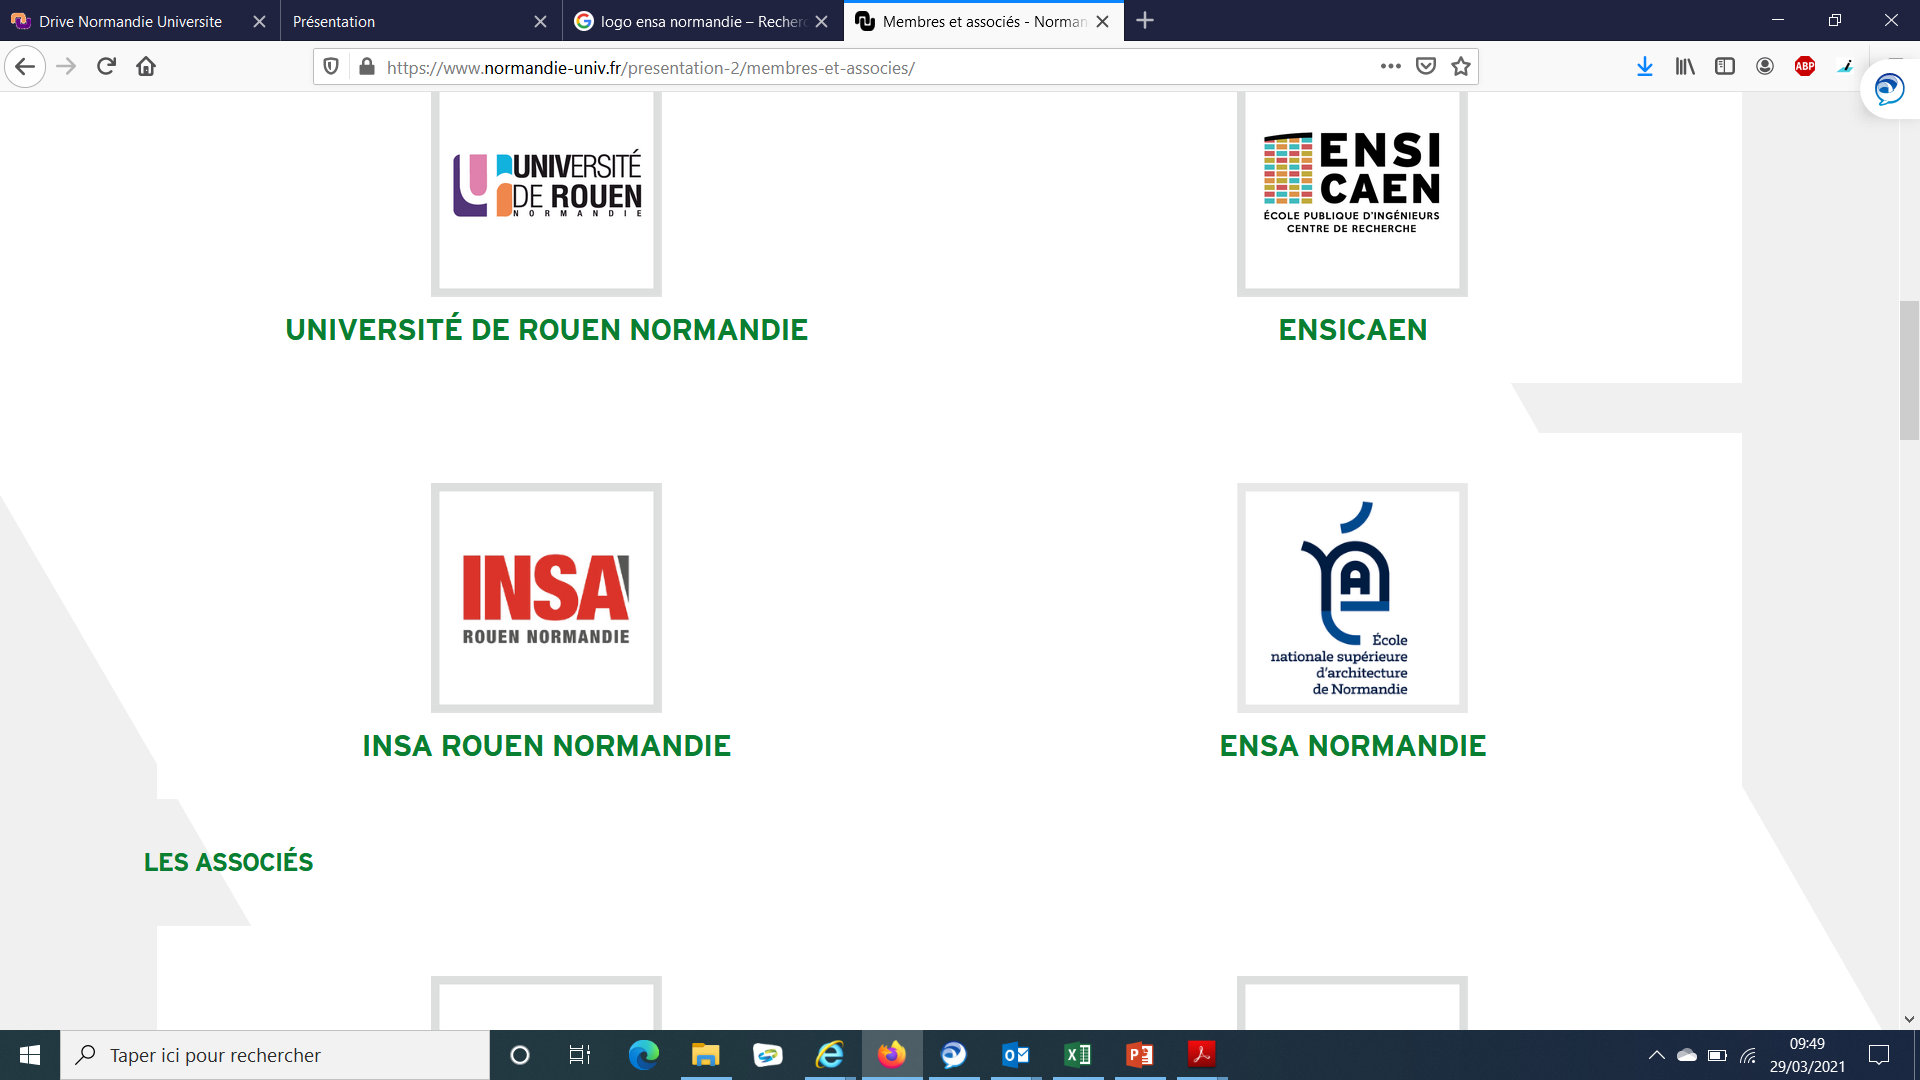 Drive Normandie Universite
Présentation
logo ensa normandie – Recher
Membres et associés - Norman
https://www.normandie-univ.fr/presentation-2/membres-et-associes/
ABP
UNIVERSITÉ
DE ROUEN
NORMANDIE
ENSI
CAEN
ÉCOLE PUBLIQUE D'INGÉNIEURS
CENTRE DE RECHERCHE
UNIVERSITÉ DE ROUEN NORMANDIE
ENSICAEN
INSA
ROUEN NORMANDIE
A
École
nationale supérieure
d'architecture
de Normandie
INSA ROUEN NORMANDIE
ENSA NORMANDIE
LES ASSOCIÉS
Taper ici pour rechercher
09:49
29/03/2021